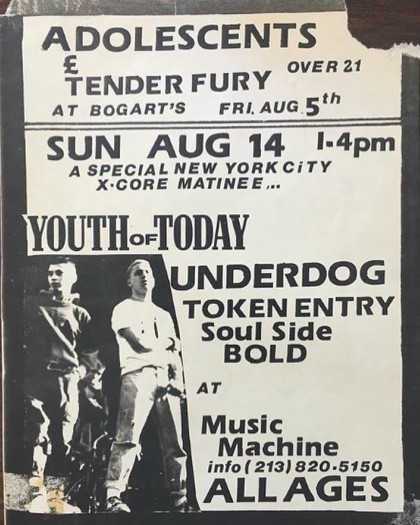 ADOLESCENTS
& TENDER FURY OVER 21
AT BOGART'S FRI. AUG. 5th
SUN AUG 14 1-4pm
A SPECIAL NEW YORK CiTY
X-CORE MATINEE...
YOUTH OF TODAY
UNDERDOG
TOKEN ENTRY
Soul Side
BOLD
AT
Music
Machine
info (213) 820-5150
ALL AGES